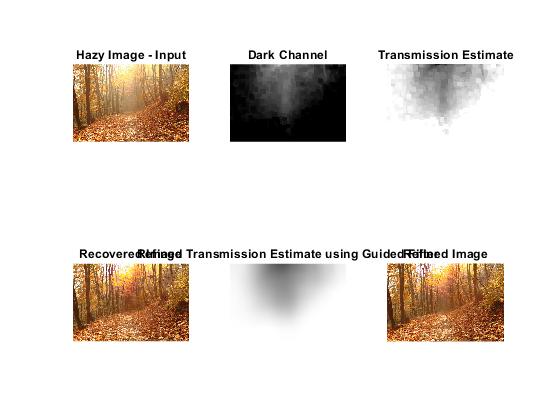 Hazy Image - Input
Dark Channel
Transmission Estimate
Recovered Image
Refined Transmission Estimate using Guided Filter
Refined Image